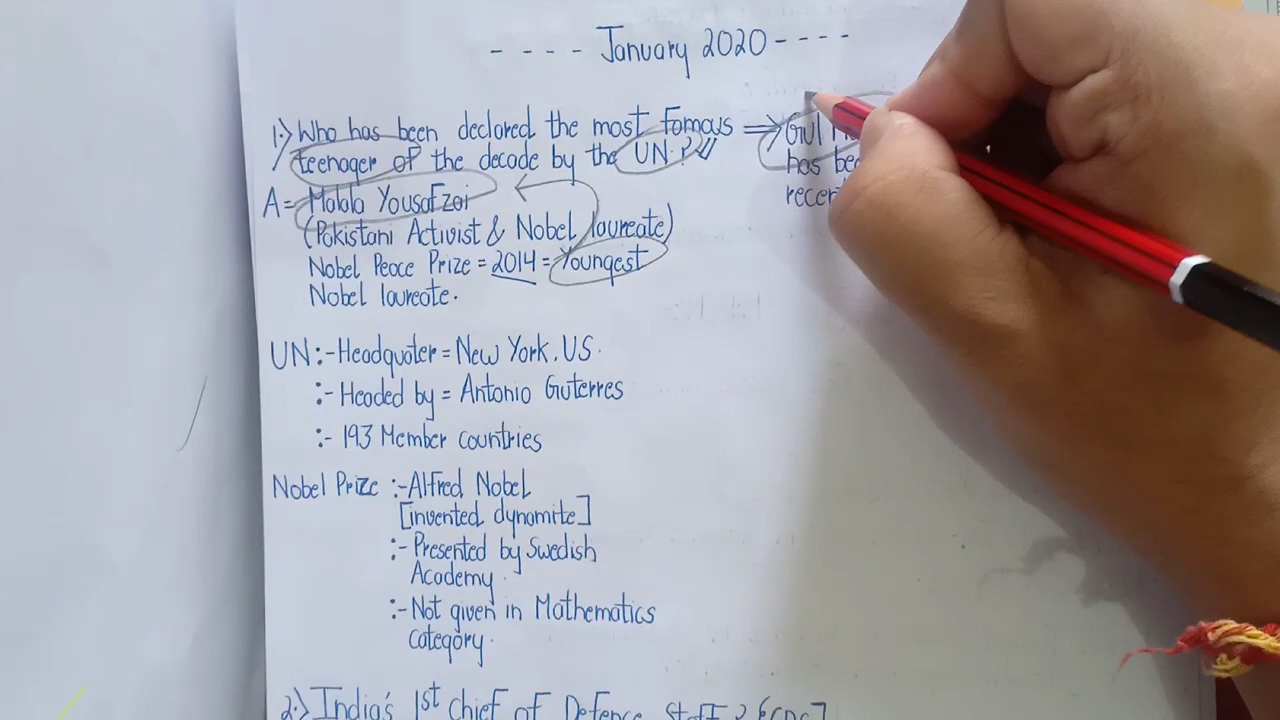 ---- January 2020 ----
1.) Who has been declared the most famous
teenager of the decade by the UN.?
A= Malala Yousafzai
(Pakistani Activist & Nobel laureate)
Nobel Peace Prize = 2014 = Youngest
Nobel laureate.
⇒ Gul
has
UN:-Headquoter = New York, US.
:- Headed by = Antonio Guterres
:- 193 Member countries
Nobel Prize :-Alfred Nobel
[invented dynamite]
:- Presented by Swedish
Academy.
:- Not given in Mathematics
category.
2.) India's 1st chief of Defence Staff ? [CDS]